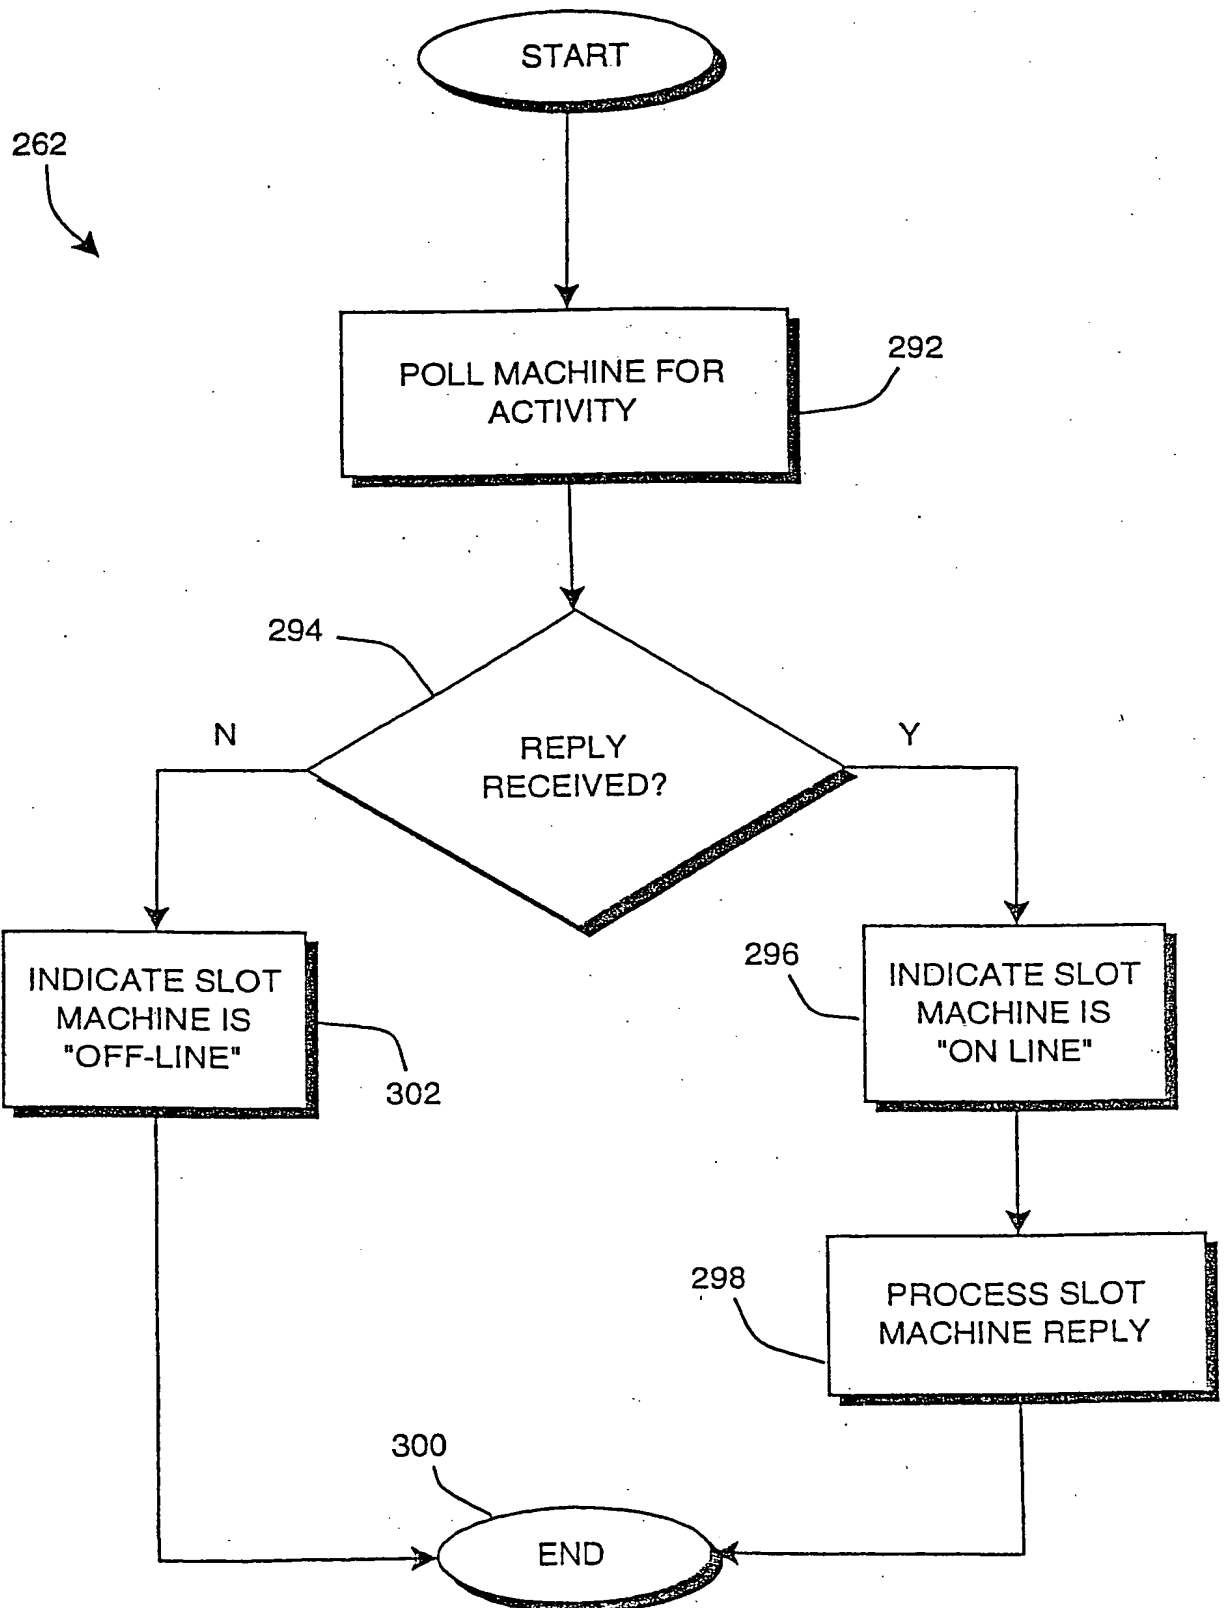 START
262
POLL MACHINE FOR
ACTIVITY
292
294
N
REPLY
RECEIVED?
Y
INDICATE SLOT
MACHINE IS
"OFF-LINE"
302
296
INDICATE SLOT
MACHINE IS
"ON LINE"
298
PROCESS SLOT
MACHINE REPLY
300
END